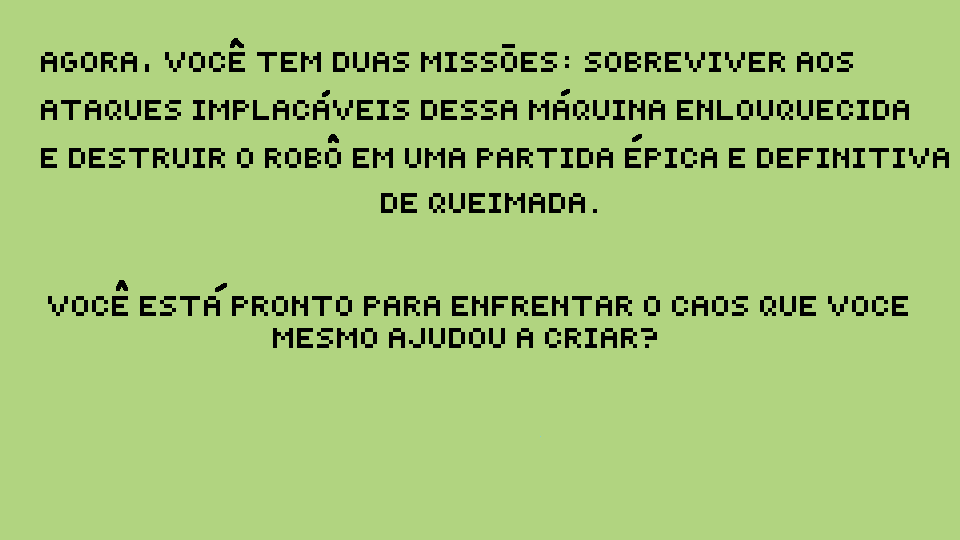 AGORA, VOCÊ TEM DUAS MISSÕES: SOBREVIVER AOS
ATAQUES IMPLACÁVEIS DESSA MÁQUINA ENLOUQUECIDA
E DESTRUIR O ROBÔ EM UMA PARTIDA ÉPICA E DEFINITIVA
DE QUEIMADA.
VOCÊ ESTÁ PRONTO PARA ENFRENTAR O CAOS QUE VOCE
MESMO AJUDOU A CRIAR?